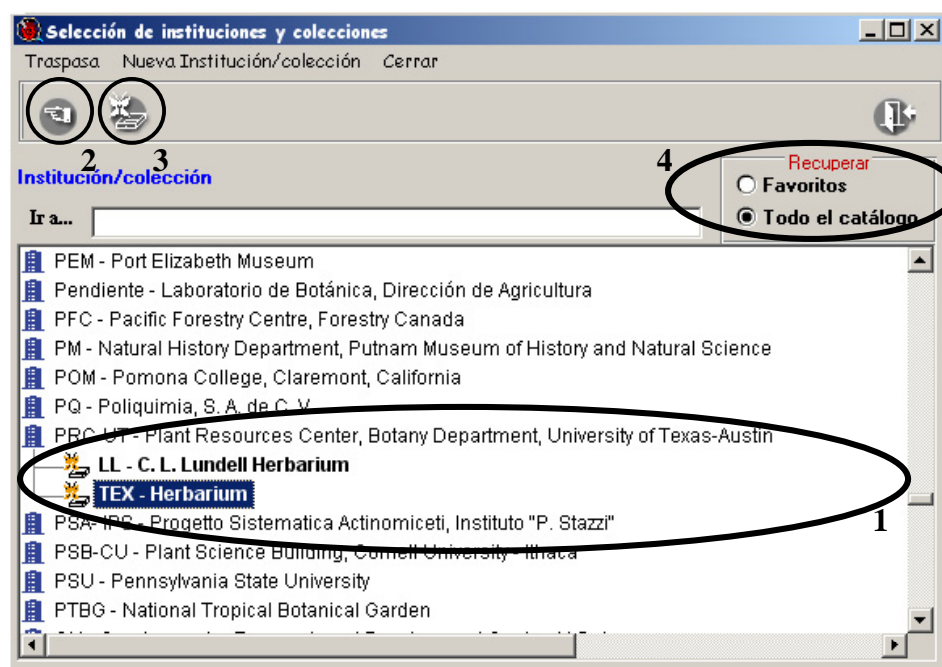 Selección de instituciones y colecciones
Traspasa Nueva Institución/colección Cerrar
2 3 4
Recuperar
Institución/colección
Favoritos
Ir a...
Todo el catálogo
PEM - Port Elizabeth Museum
Pendiente - Laboratorio de Botánica, Dirección de Agricultura
PFC - Pacific Forestry Centre, Forestry Canada
PM - Natural History Department, Putnam Museum of History and Natural Science
POM - Pomona College, Claremont, California
PQ - Poliquimia, S. A. de C. V.
PRC-UT - Plant Resources Center, Botany Department, University of Texas-Austin
LL - C. L. Lundell Herbarium
TEX - Herbarium
1
PSA-IPS - Progetto Sistematica Actinomiceti, Instituto "P. Stazzi"
PSB-CU - Plant Science Building, Cornell University - Ithaca
PSU - Pennsylvania State University
PTBG - National Tropical Botanical Garden